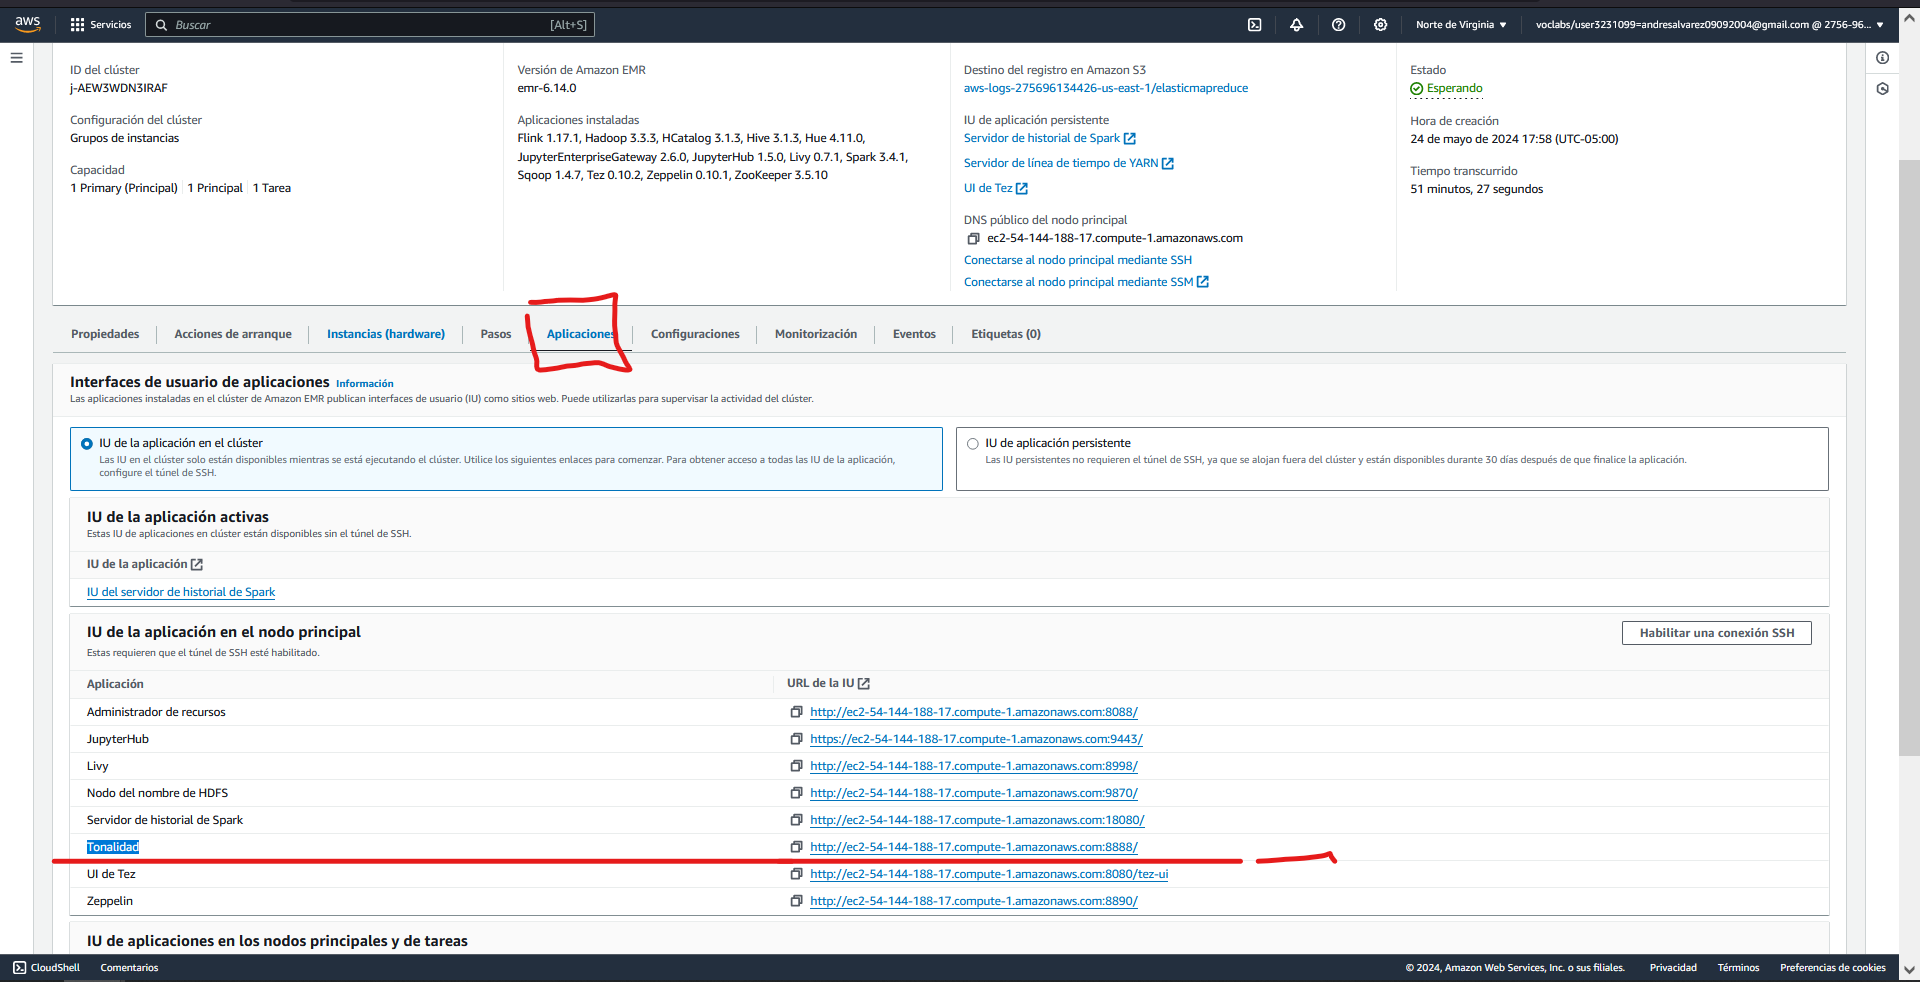 aws Servicios Buscar [Alt+S] Norte de Virginia voclabs/user3231099=andresalvarez09092004@gmail.com @ 2756-96...
ID del clúster
j-AEW3WDN3IRAF
Configuración del clúster
Grupos de instancias
Capacidad
1 Primary (Principal) 1 Principal 1 Tarea
Versión de Amazon EMR
emr-6.14.0
Aplicaciones instaladas
Flink 1.17.1, Hadoop 3.3.3, HCatalog 3.1.3, Hive 3.1.3, Hue 4.11.0,
JupyterEnterpriseGateway 2.6.0, JupyterHub 1.5.0, Livy 0.7.1, Spark 3.4.1,
Sqoop 1.4.7, Tez 0.10.2, Zeppelin 0.10.1, ZooKeeper 3.5.10
Destino del registro en Amazon S3
aws-logs-275696134426-us-east-1/elasticmapreduce
IU de aplicación persistente
Servidor de historial de Spark
Servidor de línea de tiempo de YARN
UI de Tez
DNS público del nodo principal
ec2-54-144-188-17.compute-1.amazonaws.com
Conectarse al nodo principal mediante SSH
Conectarse al nodo principal mediante SSM
Estado
Esperando
Hora de creación
24 de mayo de 2024 17:58 (UTC-05:00)
Tiempo transcurrido
51 minutos, 27 segundos
Propiedades Acciones de arranque Instancias (hardware) Pasos Aplicaciones Configuraciones Monitorización Eventos Etiquetas (0)
Interfaces de usuario de aplicaciones Información
Las aplicaciones instaladas en el clúster de Amazon EMR publican interfaces de usuario (IU) como sitios web. Puede utilizarlas para supervisar la actividad del clúster.
IU de la aplicación en el clúster
Las IU en el clúster solo están disponibles mientras se está ejecutando el clúster. Utilice los siguientes enlaces para comenzar. Para obtener acceso a todas las IU de la aplicación,
configure el túnel de SSH.
IU de aplicación persistente
Las IU persistentes no requieren el túnel de SSH, ya que se alojan fuera del clúster y están disponibles durante 30 días después de que finalice la aplicación.
IU de la aplicación activas
Estas IU de aplicaciones en clúster están disponibles sin el túnel de SSH.
IU de la aplicación
IU del servidor de historial de Spark
IU de la aplicación en el nodo principal
Estas requieren que el túnel de SSH esté habilitado.
Habilitar una conexión SSH
Aplicación URL de la IU
Administrador de recursos http://ec2-54-144-188-17.compute-1.amazonaws.com:8088/
JupyterHub https://ec2-54-144-188-17.compute-1.amazonaws.com:9443/
Livy http://ec2-54-144-188-17.compute-1.amazonaws.com:8998/
Nodo del nombre de HDFS http://ec2-54-144-188-17.compute-1.amazonaws.com:9870/
Servidor de historial de Spark http://ec2-54-144-188-17.compute-1.amazonaws.com:18080/
Tonalidad http://ec2-54-144-188-17.compute-1.amazonaws.com:8888/
UI de Tez http://ec2-54-144-188-17.compute-1.amazonaws.com:8080/tez-ui
Zeppelin http://ec2-54-144-188-17.compute-1.amazonaws.com:8890/
IU de aplicaciones en los nodos principales y de tareas
CloudShell Comentarios © 2024, Amazon Web Services, Inc. o sus filiales. Privacidad Términos Preferencias de cookies